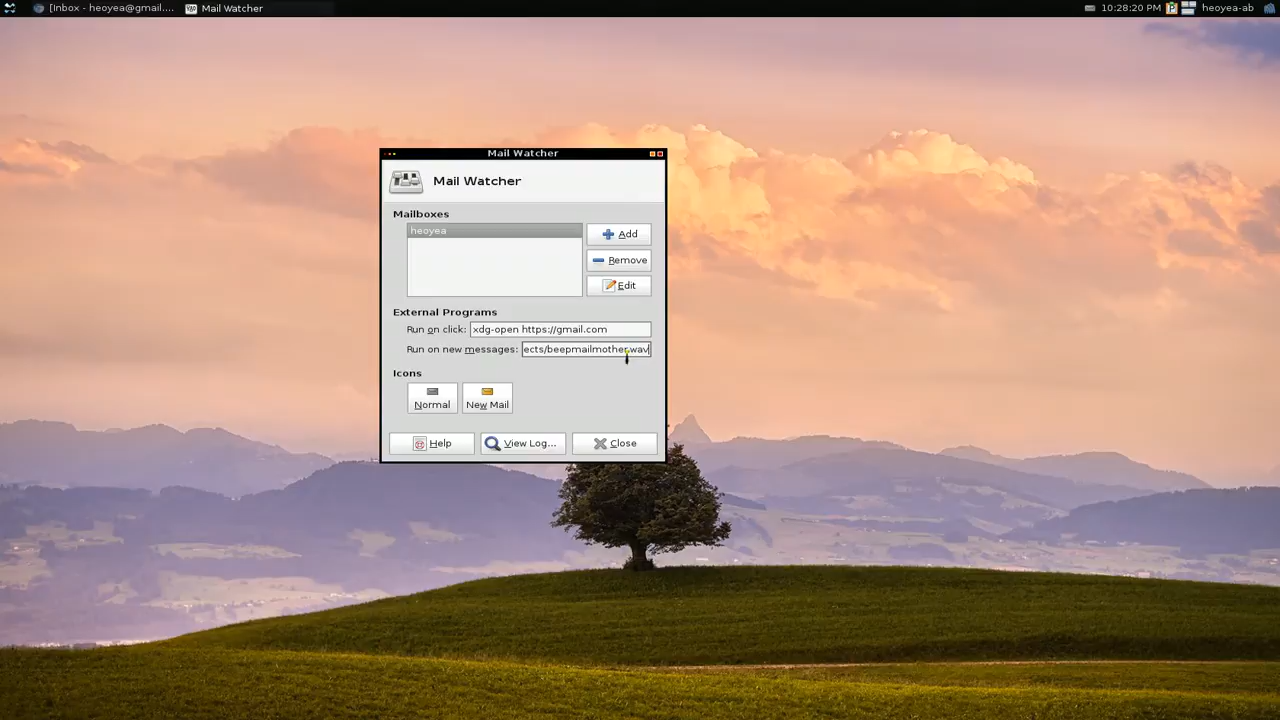 [Inbox - heoyea@gmail.... Mail Watcher 10:28:20 PM heoyea-ab
Mail Watcher
Mail Watcher
Mailboxes
heoyea
Add
Remove
Edit
External Programs
Run on click: xdg-open https://gmail.com
Run on new messages: ects/beepmailmother.wav
Icons
Normal New Mail
Help View Log... Close